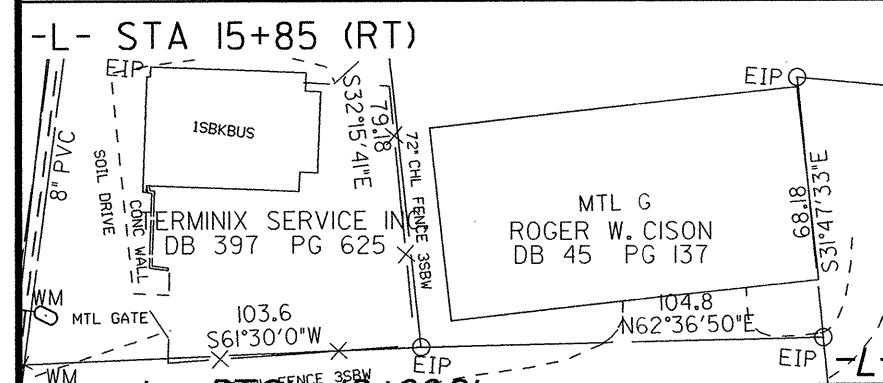 -L- STA 15+85 (RT)
EIP
EIP
1SBKBUS
S32°15'41"E
79.18
72" CHL FENCE 3SBW
8" PVC
SOIL DRIVE
CONC WALL
TERMINIX SERVICE INC
DB 397 PG 625
MTL G
ROGER W. CISON
DB 45 PG 137
68.18
S31°47'33"E
WM
MTL GATE
103.6
S61°30'0"W
104.8
N62°36'50"E
EIP
EIP
-L-
WM
FENCE 3SBW